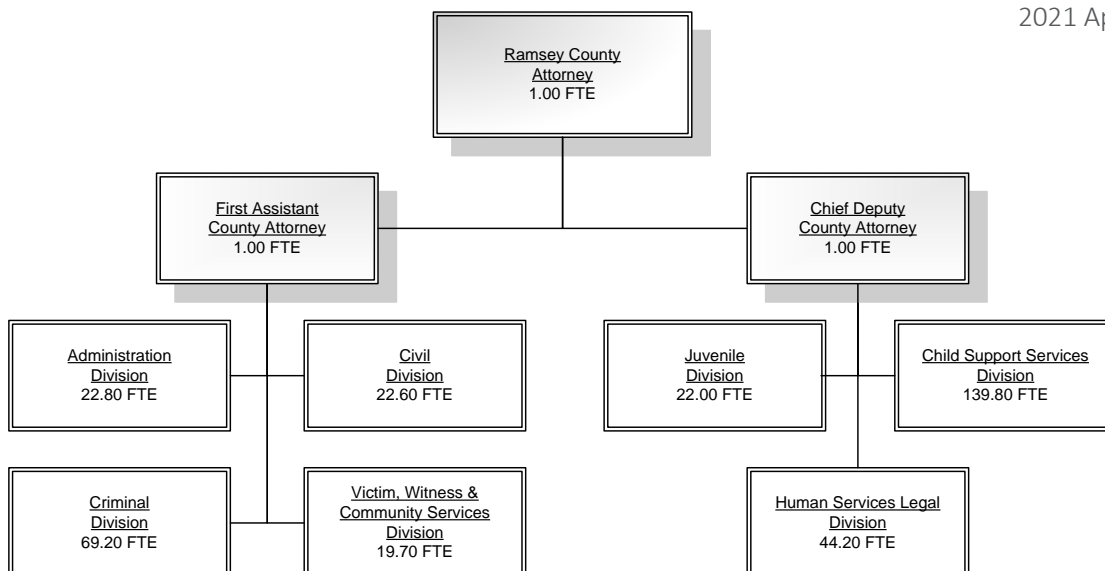 2021 Ap
Ramsey County
Attorney
1.00 FTE
First Assistant
County Attorney
1.00 FTE
Chief Deputy
County Attorney
1.00 FTE
Administration
Division
22.80 FTE
Civil
Division
22.60 FTE
Juvenile
Division
22.00 FTE
Child Support Services
Division
139.80 FTE
Criminal
Division
69.20 FTE
Victim, Witness &
Community Services
Division
19.70 FTE
Human Services Legal
Division
44.20 FTE